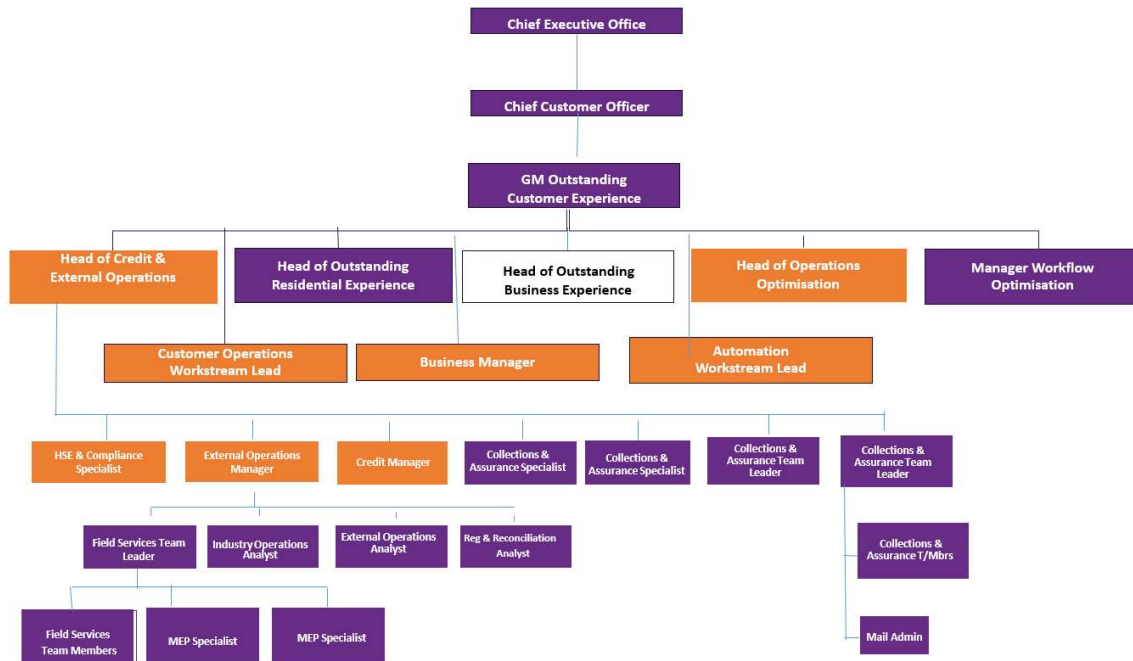 Chief Executive Office
Chief Customer Officer
GM Outstanding
Customer Experience
Head of Credit &
External Operations
Head of Outstanding
Residential Experience
Head of Outstanding
Business Experience
Head of Operations
Optimisation
Manager Workflow
Optimisation
Customer Operations
Workstream Lead
Business Manager
Automation
Workstream Lead
HSE & Compliance
Specialist
External Operations
Manager
Credit Manager
Collections &
Assurance Specialist
Collections &
Assurance Specialist
Collections &
Assurance Team
Leader
Collections &
Assurance Team
Leader
Field Services Team
Leader
Industry Operations
Analyst
External Operations
Analyst
Reg & Reconciliation
Analyst
Collections &
Assurance T/Mbrs
Field Services
Team Members
MEP Specialist
MEP Specialist
Mail Admin